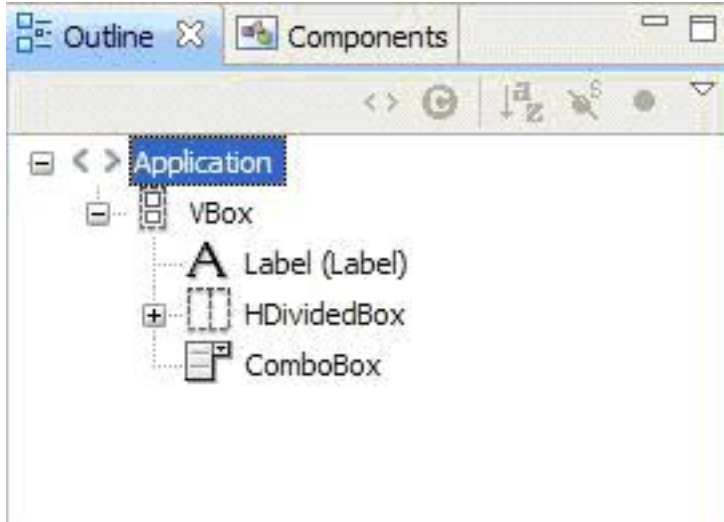 Outline Components
Application
VBox
Label (Label)
HDividedBox
ComboBox